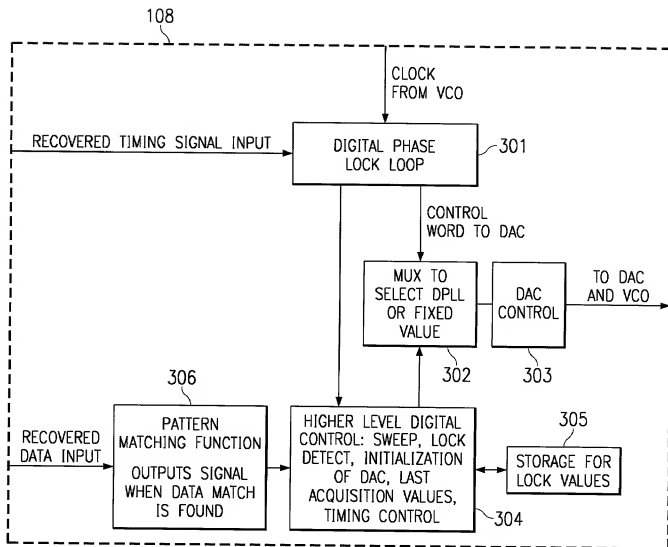 108
CLOCK
FROM VCO
RECOVERED TIMING SIGNAL INPUT
DIGITAL PHASE
LOCK LOOP
301
CONTROL
WORD TO DAC
MUX TO
SELECT DPLL
OR FIXED
VALUE
302
DAC
CONTROL
303
TO DAC
AND VCO
306
RECOVERED
DATA INPUT
PATTERN
MATCHING FUNCTION
OUTPUTS SIGNAL
WHEN DATA MATCH
IS FOUND
HIGHER LEVEL DIGITAL
CONTROL: SWEEP, LOCK
DETECT, INITIALIZATION
OF DAC, LAST
ACQUISITION VALUES,
TIMING CONTROL
304
305
STORAGE FOR
LOCK VALUES